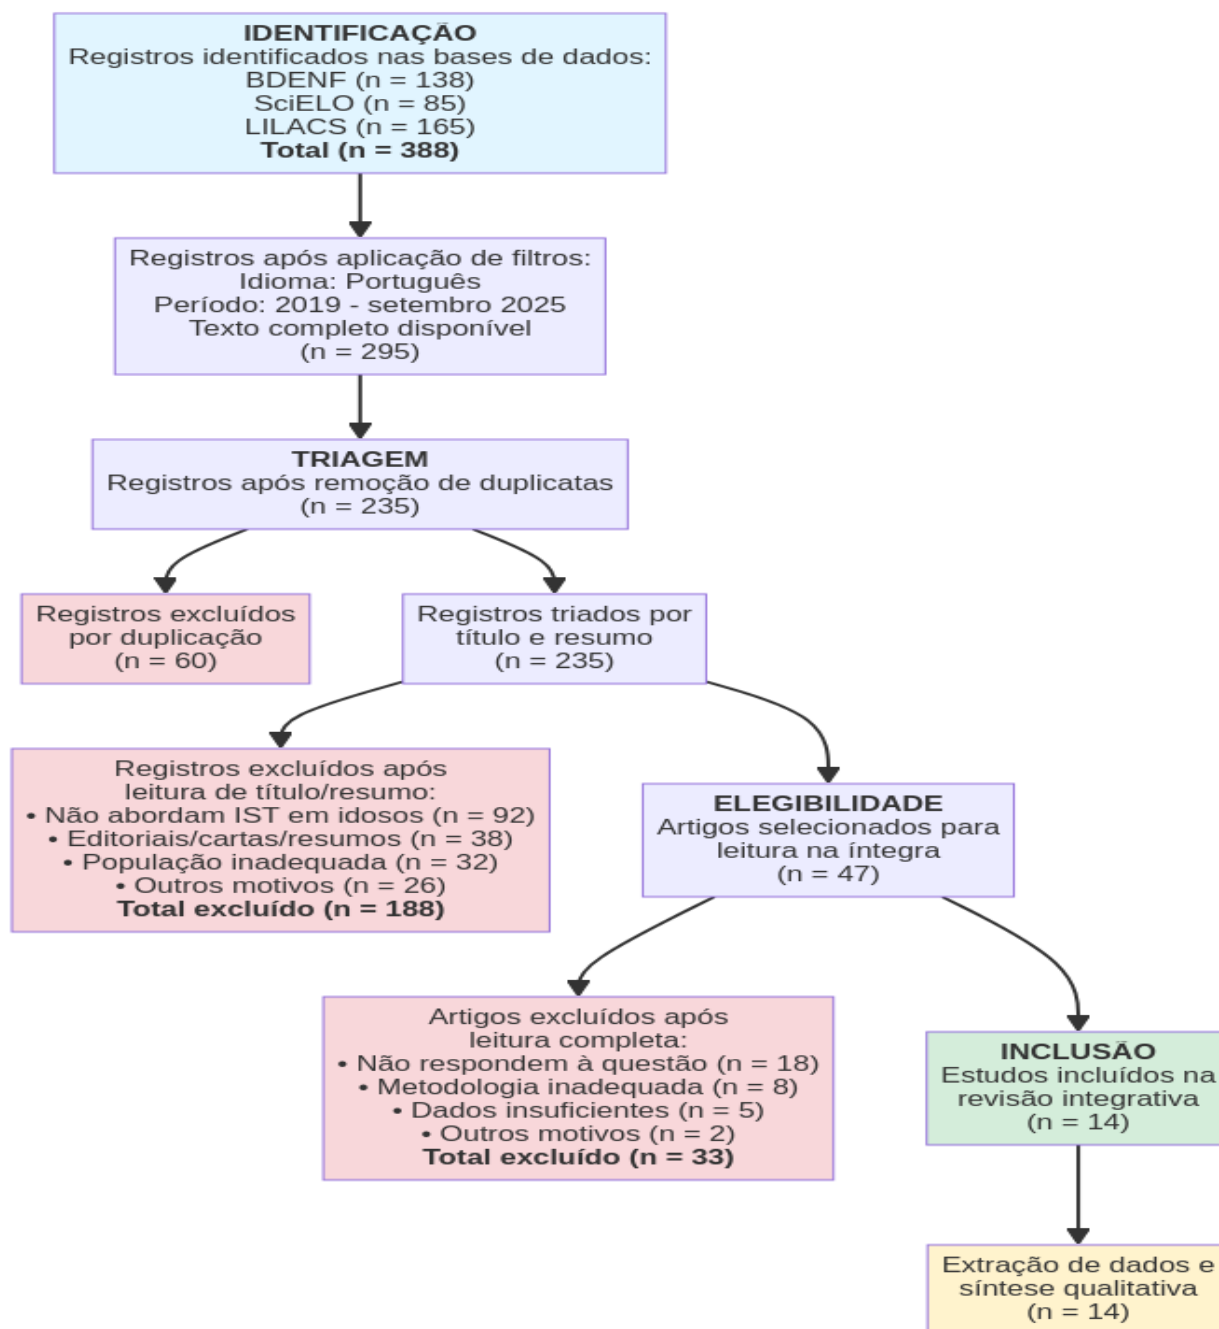 IDENTIFICAÇÃO
Registros identificados nas bases de dados:
BDENF (n = 138)
SciELO (n = 85)
LILACS (n = 165)
Total (n = 388)
Registros após aplicação de filtros:
Idioma: Português
Período: 2019 - setembro 2025
Texto completo disponível
(n = 295)
TRIAGEM
Registros após remoção de duplicatas
(n = 235)
Registros excluídos
por duplicação
(n = 60)
Registros triados por
título e resumo
(n = 235)
Registros excluídos após
leitura de título/resumo:
• Não abordam IST em idosos (n = 92)
• Editoriais/cartas/resumos (n = 38)
• População inadequada (n = 32)
• Outros motivos (n = 26)
Total excluído (n = 188)
ELEGIBILIDADE
Artigos selecionados para
leitura na íntegra
(n = 47)
Artigos excluídos após
leitura completa:
• Não respondem à questão (n = 18)
• Metodologia inadequada (n = 8)
• Dados insuficientes (n = 5)
• Outros motivos (n = 2)
Total excluído (n = 33)
INCLUSÃO
Estudos incluídos na
revisão integrativa
(n = 14)
Extração de dados e
síntese qualitativa
(n = 14)